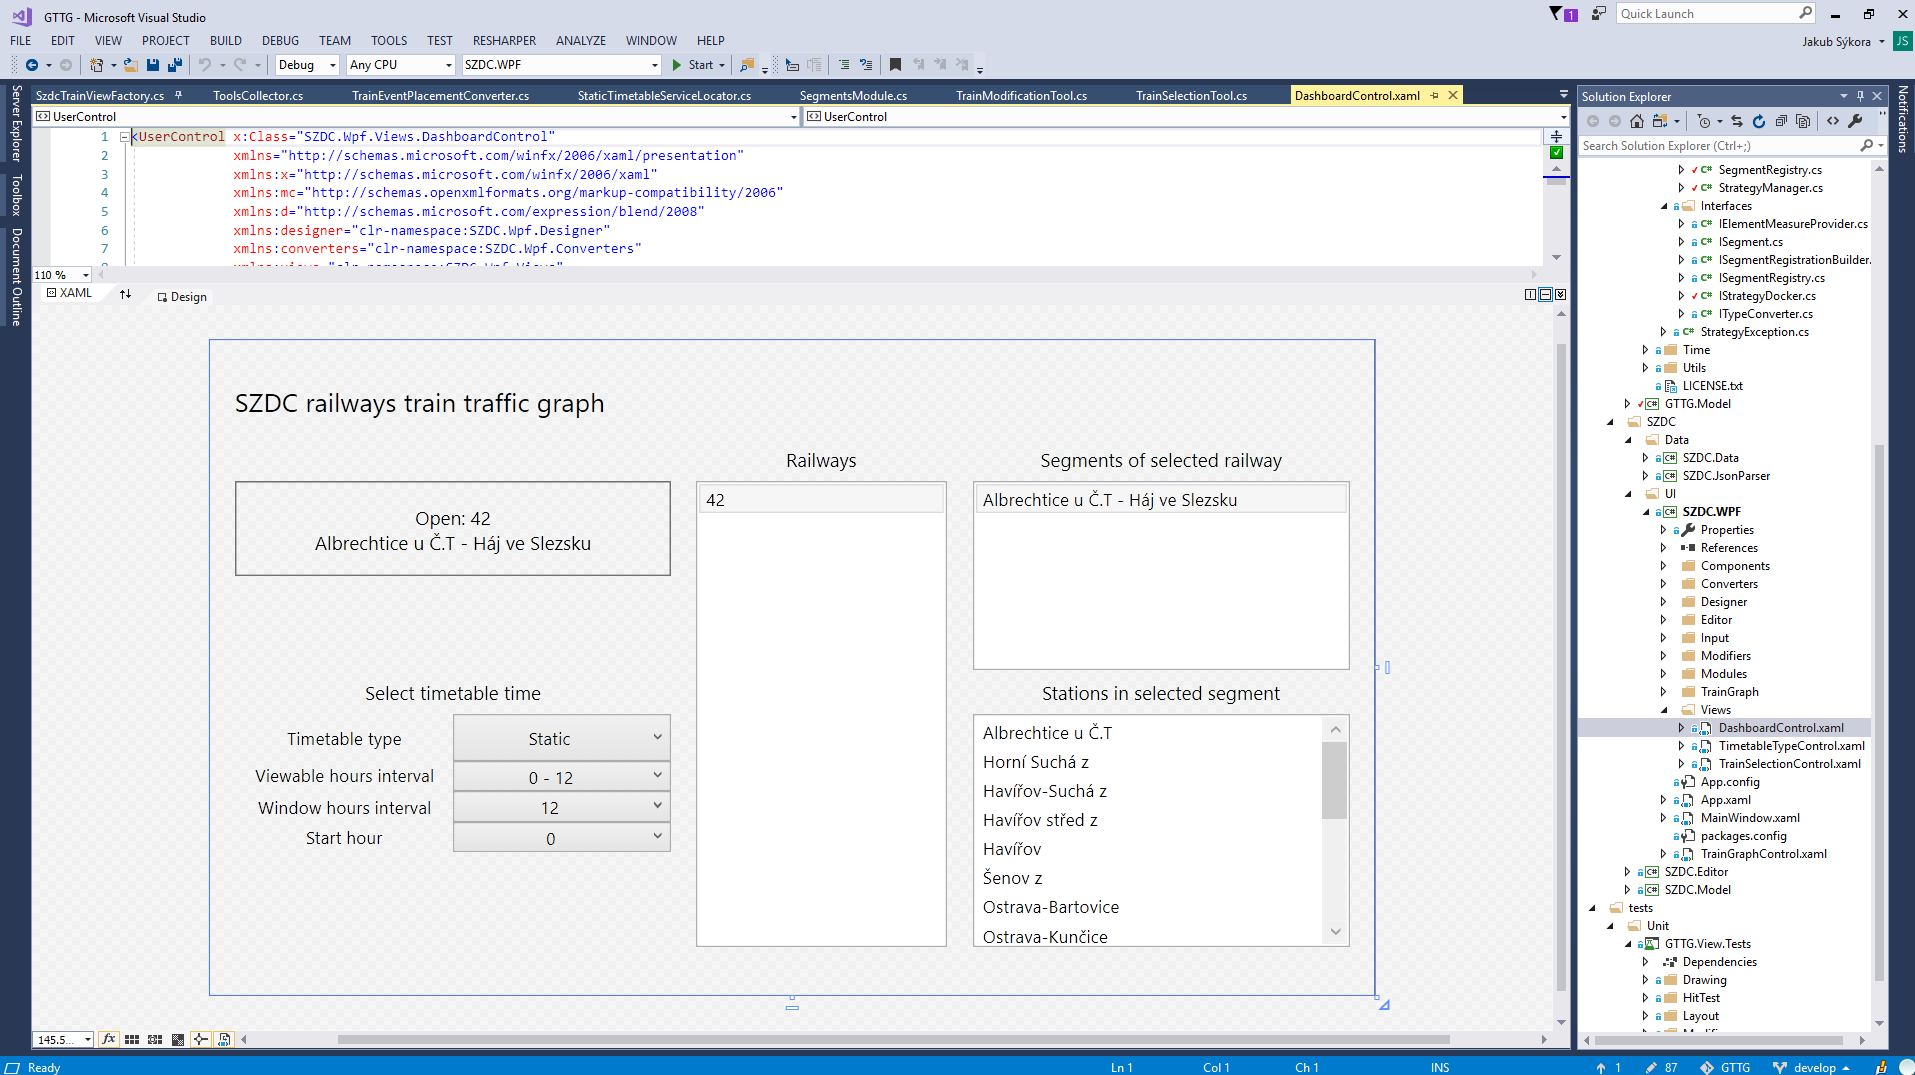 GTTG - Microsoft Visual Studio
1
Quick Launch
FILE EDIT VIEW PROJECT BUILD DEBUG TEAM TOOLS TEST RESHARPER ANALYZE WINDOW HELP
Jakub Sýkora JS
Debug Any CPU SZDC.WPF Start
Server Explorer
Toolbox
Document Outline
SzdcTrainViewFactory.cs ToolsCollector.cs TrainEventPlacementConverter.cs StaticTimetableServiceLocator.cs SegmentsModule.cs TrainModificationTool.cs TrainSelectionTool.cs DashboardControl.xaml
UserControl UserControl
1 <UserControl x:Class="SZDC.Wpf.Views.DashboardControl"
2 xmlns="http://schemas.microsoft.com/winfx/2006/xaml/presentation"
3 xmlns:x="http://schemas.microsoft.com/winfx/2006/xaml"
4 xmlns:mc="http://schemas.openxmlformats.org/markup-compatibility/2006"
5 xmlns:d="http://schemas.microsoft.com/expression/blend/2008"
6 xmlns:designer="clr-namespace:SZDC.Wpf.Designer"
7 xmlns:converters="clr-namespace:SZDC.Wpf.Converters"
110 %
XAML Design
SZDC railways train traffic graph
Open: 42
Albrechtice u Č.T - Háj ve Slezsku
Select timetable time
Timetable type Static
Viewable hours interval 0 - 12
Window hours interval 12
Start hour 0
Railways
42
Segments of selected railway
Albrechtice u Č.T - Háj ve Slezsku
Stations in selected segment
Albrechtice u Č.T
Horní Suchá z
Havířov-Suchá z
Havířov střed z
Havířov
Šenov z
Ostrava-Bartovice
Ostrava-Kunčice
145.5...
fx
Solution Explorer
Search Solution Explorer (Ctrl+;)
SegmentRegistry.cs
StrategyManager.cs
Interfaces
IElementMeasureProvider.cs
ISegment.cs
ISegmentRegistrationBuilder.
ISegmentRegistry.cs
IStrategyDocker.cs
ITypeConverter.cs
StrategyException.cs
Time
Utils
LICENSE.txt
GTTG.Model
SZDC
Data
SZDC.Data
SZDC.JsonParser
UI
SZDC.WPF
Properties
References
Components
Converters
Designer
Editor
Input
Modifiers
Modules
TrainGraph
Views
DashboardControl.xaml
TimetableTypeControl.xaml
TrainSelectionControl.xaml
App.config
App.xaml
MainWindow.xaml
packages.config
TrainGraphControl.xaml
SZDC.Editor
SZDC.Model
tests
Unit
GTTG.View.Tests
Dependencies
Drawing
HitTest
Layout
Notifications
Ready Ln 1 Col 1 Ch 1 INS 1 87 GTTG develop